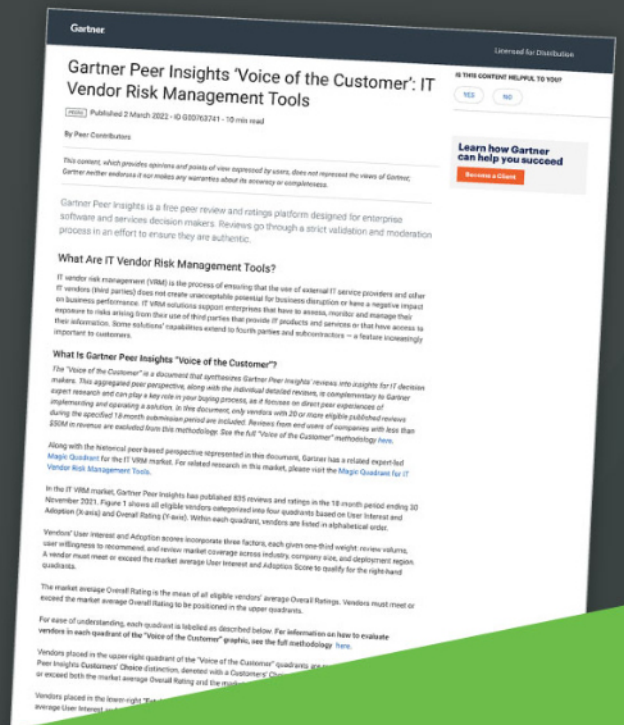 Gartner
Licensed for Distribution
Gartner Peer Insights ‘Voice of the Customer’: IT
Vendor Risk Management Tools
Published 2 March 2022 - ID G00763741 - 10 min read
By Peer Contributors
IS THIS CONTENT HELPFUL TO YOU?
YES NO
Learn how Gartner
can help you succeed
Become a Client
This content, which provides opinions and points of view expressed by users, does not represent the views of Gartner;
Gartner neither endorses it nor makes any warranties about its accuracy or completeness.
Gartner Peer Insights is a free peer review and ratings platform designed for enterprise
software and services decision makers. Reviews go through a strict validation and moderation
process in an effort to ensure they are authentic.
What Are IT Vendor Risk Management Tools?
IT vendor risk management (VRM) is the process of ensuring that the use of external IT service providers and other
IT vendors (third parties) does not create unacceptable potential for business disruption or have a negative impact
on business performance. IT VRM solutions support enterprises that have to assess, monitor and manage their
exposure to risks arising from their use of third parties that provide IT products and services or that have access to
their information. Some solutions’ capabilities extend to fourth parties and subcontractors — a feature increasingly
important to customers.
What Is Gartner Peer Insights “Voice of the Customer”?
The “Voice of the Customer” is a document that synthesizes Gartner Peer Insights’ reviews into insights for IT decision
makers. This aggregated peer perspective, along with the individual detailed reviews, is complementary to Gartner
expert research and can play a key role in your buying process, as it focuses on direct peer experiences of
implementing and operating a solution. In this document, only vendors with 20 or more eligible published reviews
during the specified 18-month submission period are included. Reviews from end users of companies with less than
$50M in revenue are excluded from this methodology. See the full “Voice of the Customer” methodology here.
Along with the historical peer-based perspective represented in this document, Gartner has a related expert-led
Magic Quadrant for the IT VRM market. For related research in this market, please visit the Magic Quadrant for IT
Vendor Risk Management Tools.
In the IT VRM market, Gartner Peer Insights has published 835 reviews and ratings in the 18 month period ending 30
November 2021. Figure 1 shows all eligible vendors categorized into four quadrants based on User Interest and
Adoption (X-axis) and Overall Rating (Y-axis). Within each quadrant, vendors are listed in alphabetical order.
Vendors’ User Interest and Adoption scores incorporate three factors, each given one-third weight: review volume,
user willingness to recommend, and review market coverage across industry, company size, and deployment region.
A vendor must meet or exceed the market average User Interest and Adoption Score to qualify for the right-hand
quadrants.
The market average Overall Rating is the mean of all eligible vendors’ average Overall Ratings. Vendors must meet or
exceed the market average Overall Rating to be positioned in the upper quadrants.
For ease of understanding, each quadrant is labelled as described below. For information on how to evaluate
vendors in each quadrant of the “Voice of the Customer” graphic, see the full methodology here.
Vendors placed in the upper-right quadrant of the “Voice of the Customer” quadrants are
Peer Insights Customers’ Choice distinction, denoted with a Customers’
or exceed both the market average Overall Rating and the
Vendors placed in the lower-right
average User Interest